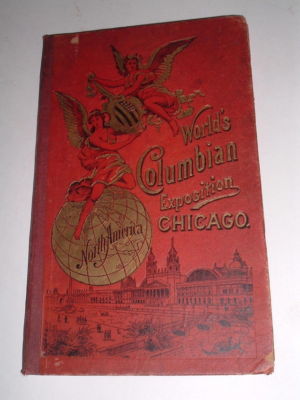 World's
Columbian
Exposition
CHICAGO.
North America